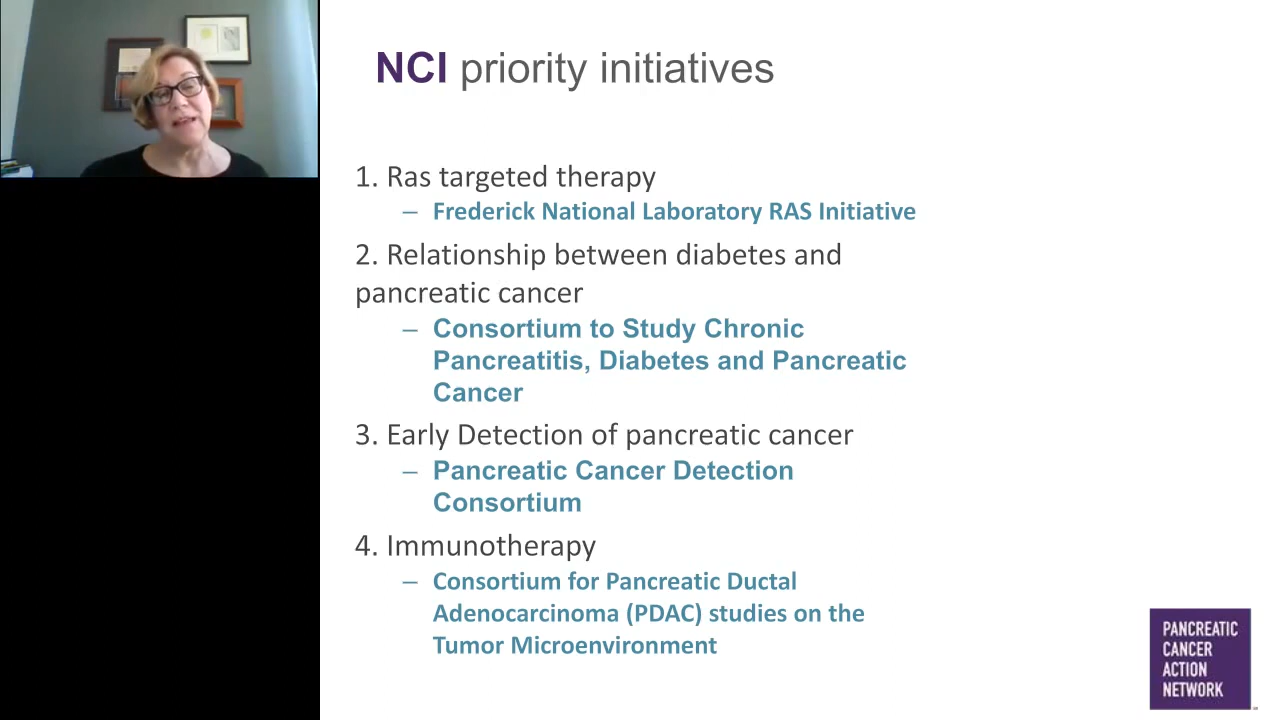 NCI priority initiatives
1. Ras targeted therapy
– Frederick National Laboratory RAS Initiative
2. Relationship between diabetes and
pancreatic cancer
– Consortium to Study Chronic
Pancreatitis, Diabetes and Pancreatic
Cancer
3. Early Detection of pancreatic cancer
– Pancreatic Cancer Detection
Consortium
4. Immunotherapy
– Consortium for Pancreatic Ductal
Adenocarcinoma (PDAC) studies on the
Tumor Microenvironment
PANCREATIC
CANCER
ACTION
NETWORK